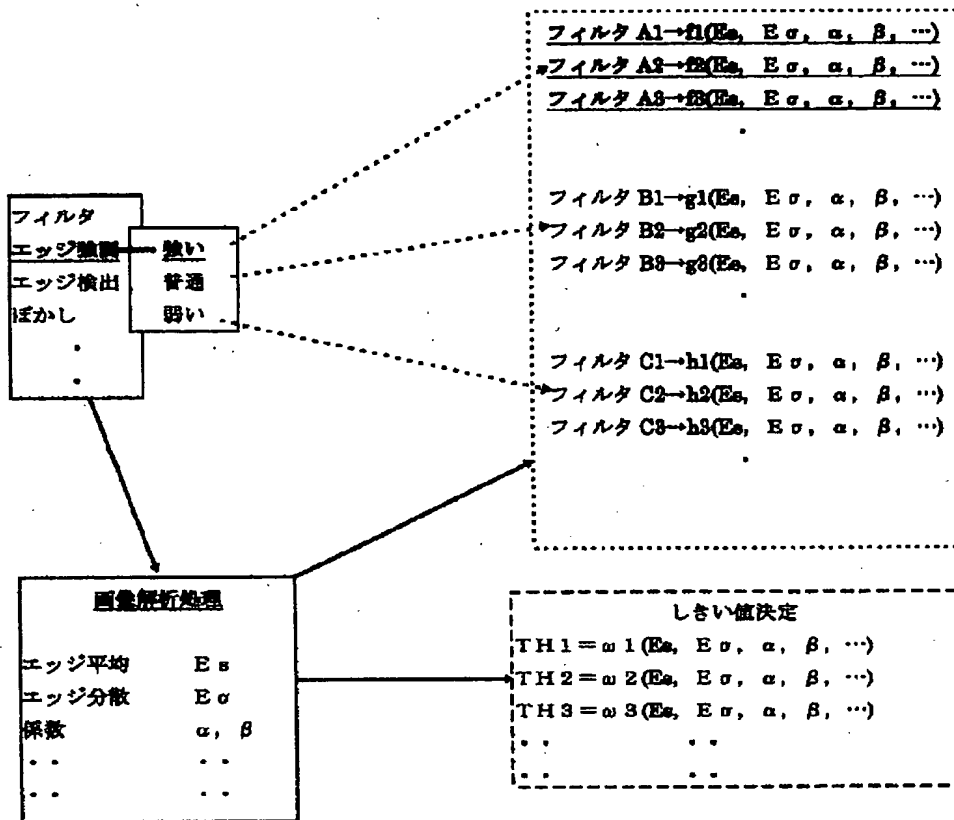 フィルタ A1→f1(Es, Eσ, α, β, …)
フィルタ A2→f2(Es, Eσ, α, β, …)
フィルタ A3→f3(Es, Eσ, α, β, …)
フィルタ B1→g1(Es, Eσ, α, β, …)
フィルタ B2→g2(Es, Eσ, α, β, …)
フィルタ B3→g3(Es, Eσ, α, β, …)
フィルタ C1→h1(Es, Eσ, α, β, …)
フィルタ C2→h2(Es, Eσ, α, β, …)
フィルタ C3→h3(Es, Eσ, α, β, …)
フィルタ
エッジ強調
エッジ検出
ぼかし
強い
普通
弱い
画像解析処理
エッジ平均 Es
エッジ分散 Eσ
係数 α, β
しきい値決定
TH1=ω1(Es, Eσ, α, β, …)
TH2=ω2(Es, Eσ, α, β, …)
TH3=ω3(Es, Eσ, α, β, …)